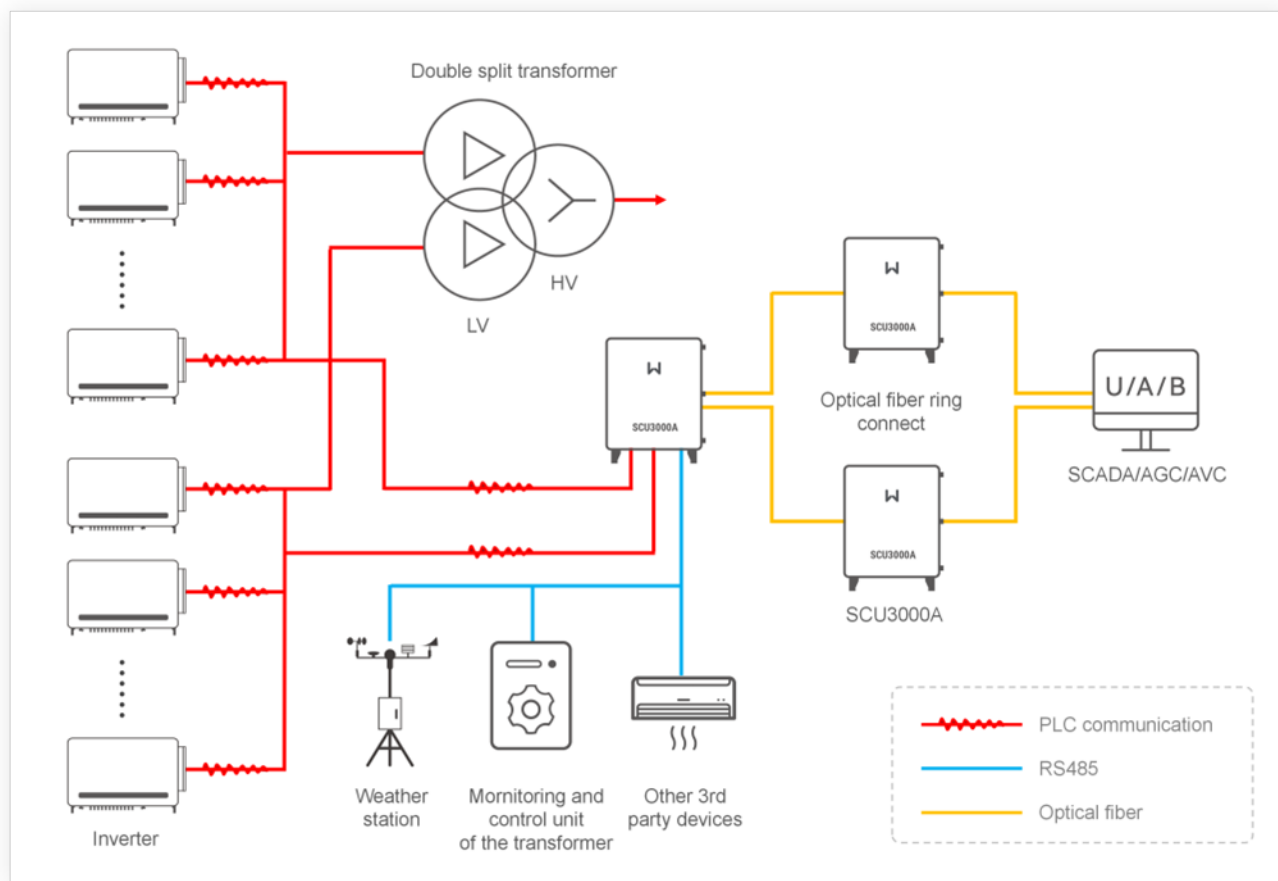 Double split transformer
HV
LV
SCU3000A
SCU3000A
Optical fiber ring
connect
U/A/B
SCADA/AGC/AVC
SCU3000A
SCU3000A
Weather
station
Mornitoring and
control unit
of the transformer
Other 3rd
party devices
Inverter
PLC communication
RS485
Optical fiber